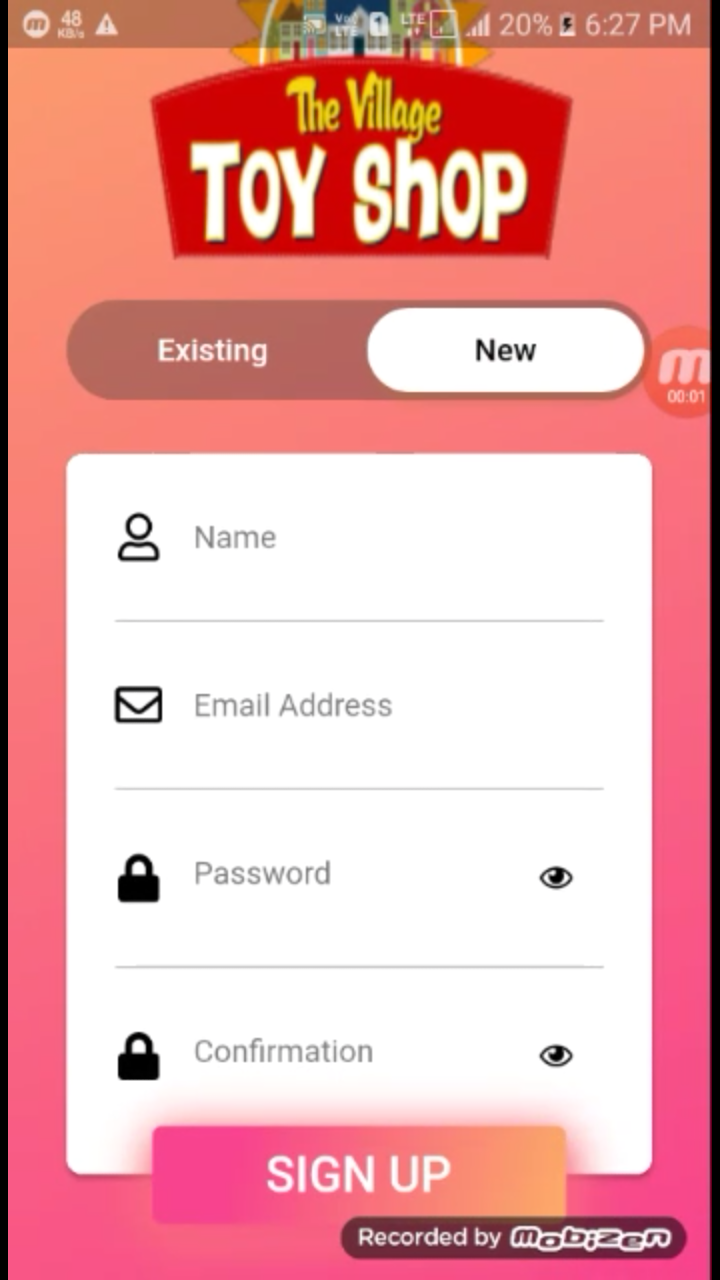 48
KB/s
Vo
LTE
LTE
20%
6:27 PM
The Village
TOY ShOP
Existing
New
m
00:01
Name
Email Address
Password
Confirmation
SIGN UP
Recorded by mobizen